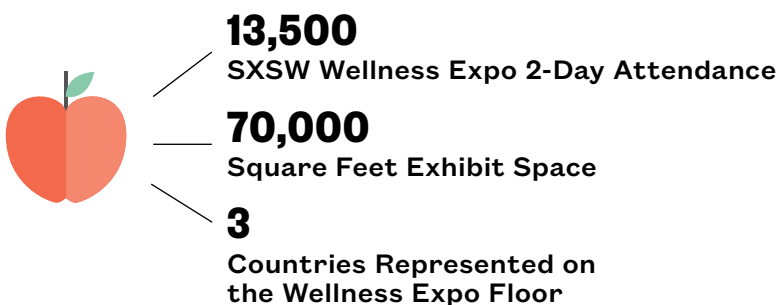 13,500
SXSW Wellness Expo 2-Day Attendance
70,000
Square Feet Exhibit Space
3
Countries Represented on
the Wellness Expo Floor